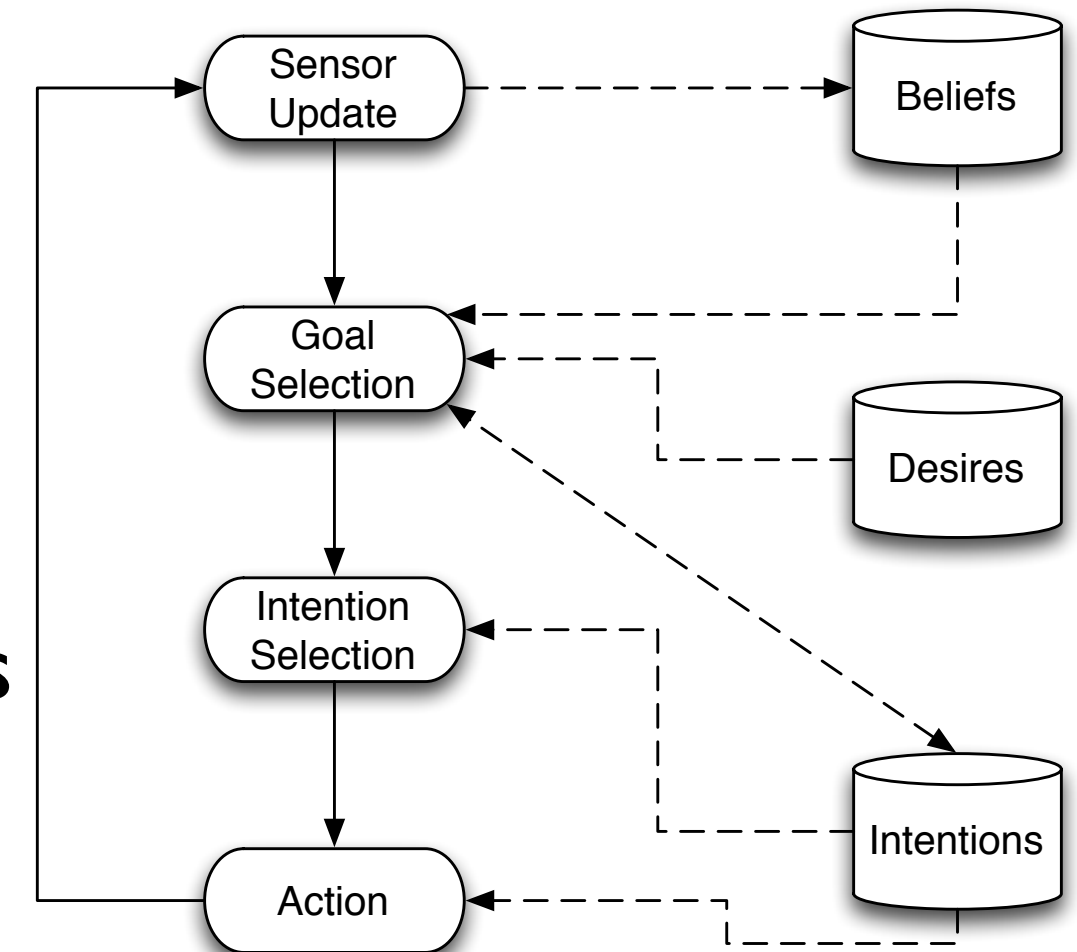 Sensor
Update
Beliefs
Goal
Selection
Desires
Intention
Selection
s
Intentions
Action